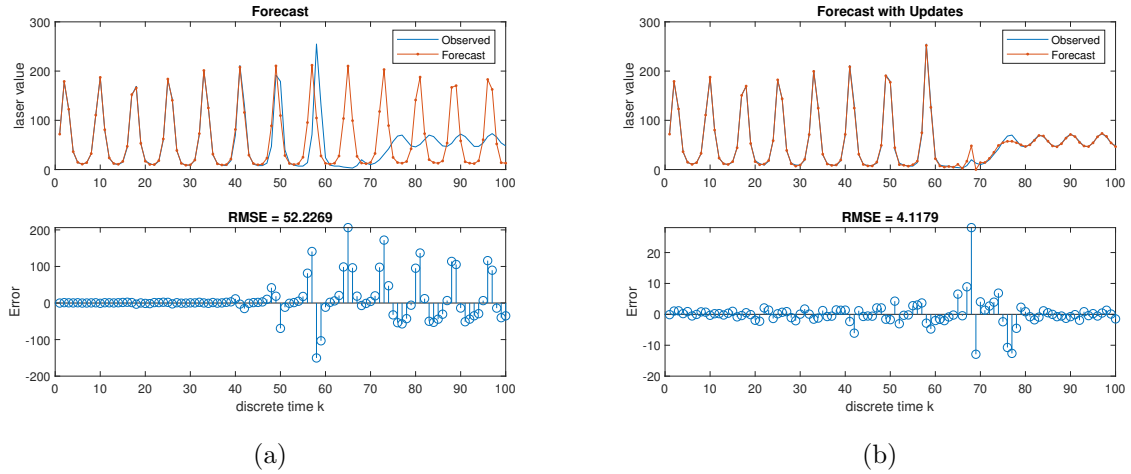 Forecast
300
200
100
0
laser value
Observed
Forecast
0 10 20 30 40 50 60 70 80 90 100
RMSE = 52.2269
200
100
0
-100
-200
Error
0 10 20 30 40 50 60 70 80 90 100
discrete time k
(a)
Forecast with Updates
300
200
100
0
laser value
Observed
Forecast
0 10 20 30 40 50 60 70 80 90 100
RMSE = 4.1179
20
10
0
-10
-20
Error
0 10 20 30 40 50 60 70 80 90 100
discrete time k
(b)